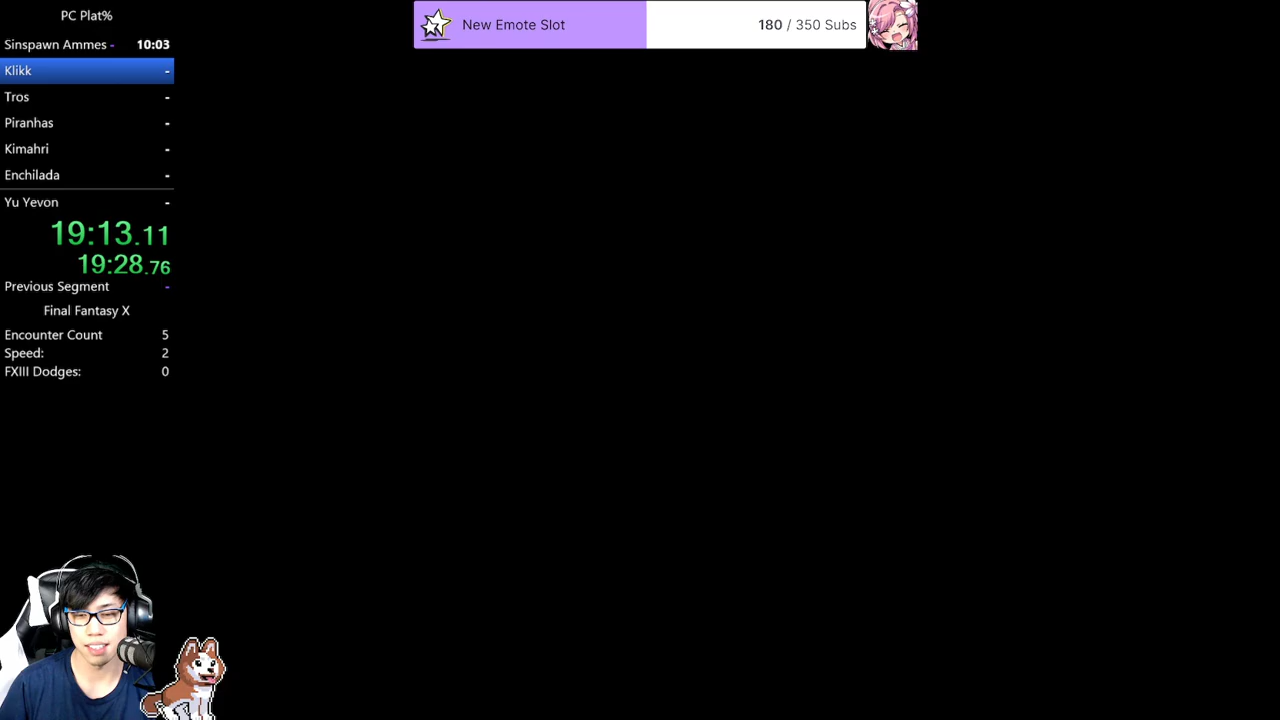 PC Plat%
Sinspawn Ammes - 10:03
Klikk -
Tros -
Piranhas -
Kimahri -
Enchilada -
Yu Yevon -
19:13.11
19:28.76
Previous Segment -
Final Fantasy X
Encounter Count 5
Speed: 2
FXIII Dodges: 0
New Emote Slot 180 / 350 Subs